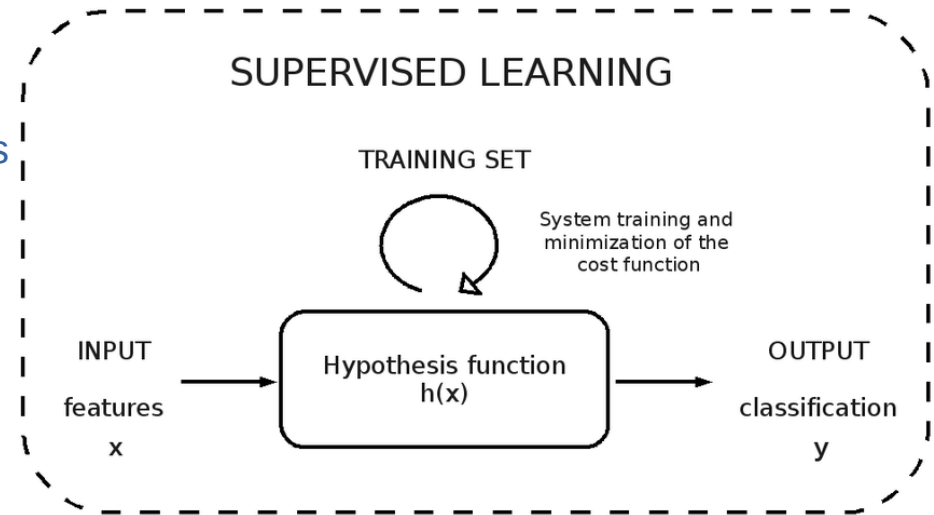 SUPERVISED LEARNING
s
TRAINING SET
System training and
minimization of the
cost function
INPUT
features
x
Hypothesis function
h(x)
OUTPUT
classification
y